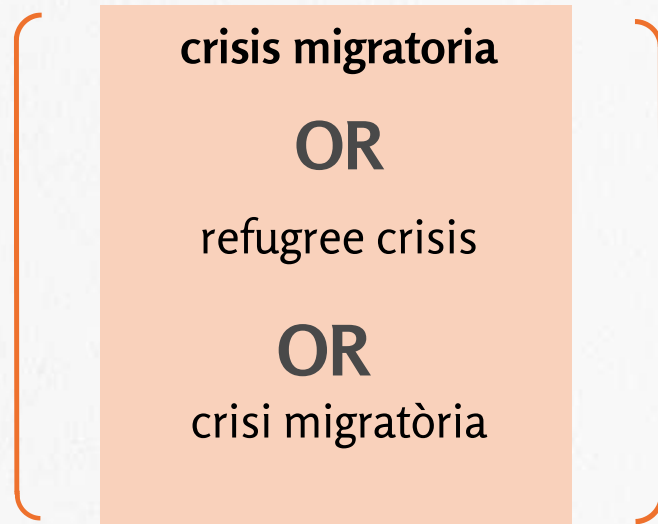 crisis migratoria
OR
refugree crisis
OR
crisi migratòria